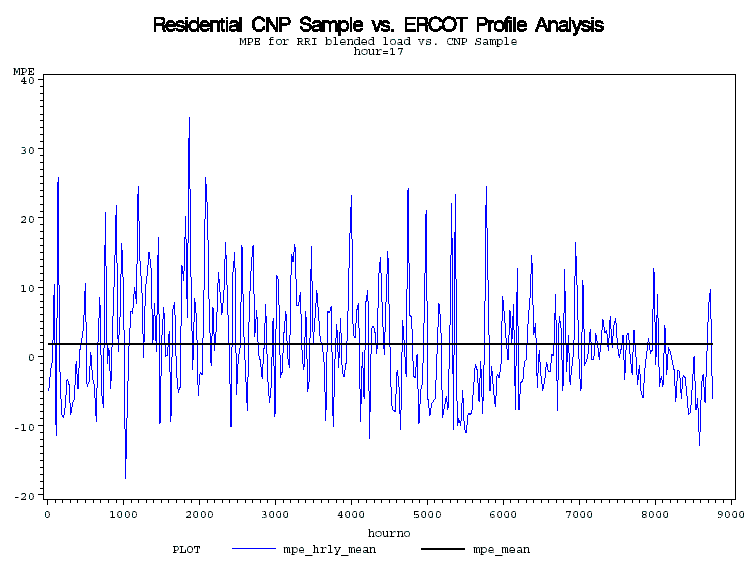 Residential CNP Sample vs. ERCOT Profile Analysis
MPE for RRI blended load vs. CNP Sample
hour=17
MPE
40
30
20
10
0
-10
-20
0 1000 2000 3000 4000 5000 6000 7000 8000 9000
hourno
PLOT mpe_hrly_mean mpe_mean